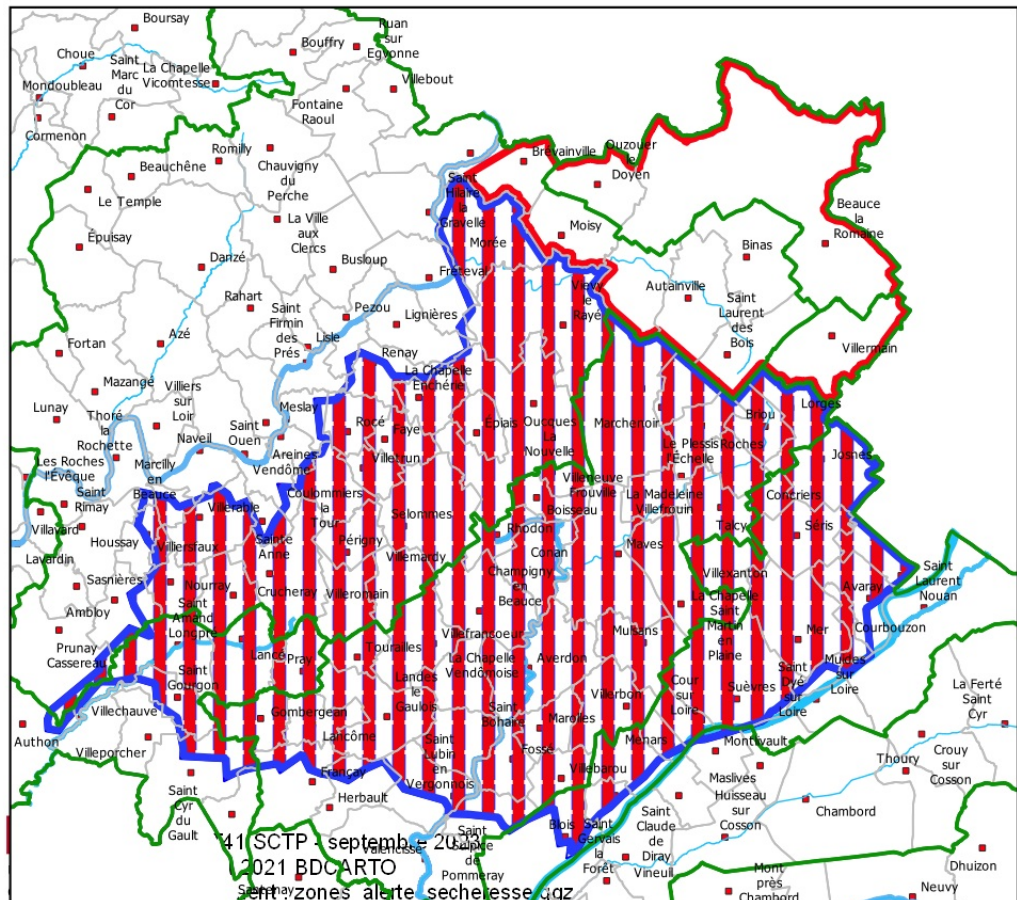 Boursay
Ruan
sur
Egvonne
Bouffry
Choue
Saint
Marc
du
Cor
La Chapelle
Vicomtesse
Villebout
Mondoubleau
Fontaine
Raoul
Cormenon
Romilly
Brévainville
Ouzouer
le
Doyen
Beauchêne
Chauvigny
du
Perche
Saint
Hilaire
la
Gravelle
Le Temple
Beauce
la
Romaine
La Ville
aux
Clercs
Moisy
Épuisay
Morée
Binas
Danzé
Busloup
Fréteval
Vievy
le
Rayé
Autainville
Rahart
Saint
Firmin
des
Prés
Pezou
Saint
Laurent
des
Bois
Lignières
Lisle
Azé
Fortan
Renay
Villermain
La Chapelle
Enchérie
Mazangé
Villiers
sur
Loir
Lunay
Thoré
la
Rochette
Meslay
Lorges
Briou
Rocé
Faye
Épiais
Oucques
La
Nouvelle
Marchenoir
Saint
Ouen
Naveil
Le Plessis
l'Échelle
Roches
Josnes
Les Roches
l'Évêque
Marcilly
en
Beauce
Areines
Vendôme
Villetrun
Villeneuve
Frouville
Saint
Rimay
Coulommiers
la
Tour
La Madeleine
Villefrouin
Concriers
Villerable
Selommes
Boisseau
Villavard
Rhodon
Talcy
Séris
Houssay
Villiersfaux
Sainte
Anne
Périgny
Maves
Lavardin
Villemardy
Conan
Sasnières
Nourray
Crucheray
Villeromain
Champigny
en
Beauce
Villexanton
Avaray
Saint
Laurent
Nouan
Ambloy
Saint
Amand
Longpré
La Chapelle
Saint
Martin
en
Plaine
Villefrancoeur
Mulsans
Mer
Courbouzon
Prunay
Cassereau
Lancé
Pray
Tourailles
La Chapelle
Vendômoise
Averdon
Saint
Gourgon
Landes
le
Gaulois
Cour
sur
Loire
Suèvres
Saint
Dyé
sur
Loire
Muides
sur
Loire
La Ferté
Saint
Cyr
Villechauve
Gombergean
Saint
Bohaire
Marolles
Villerbon
Authon
Villeporcher
Lancôme
Saint
Lubin
en
Vergonnois
Fossé
Menars
Montlivault
Crouy
sur
Cosson
Françay
Villebarou
Thoury
Saint
Cyr
du
Gault
Herbault
Maslives
Huisseau
sur
Cosson
Chambord
Blois
Saint
Gervais
la
Forêt
Saint
Claude
de
Diray
Saint
Sulpice
de
Pommeray
Valencisse
Vineuil
Dhuizon
Mont
près
Chambord
Neuvy
Santenay
41 SCTP - septembre
2021 BDCARTO
zones_alerte_secheresse.qgz